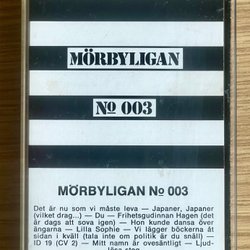 MÖRBYLIGAN
No 003
MÖRBYLIGAN No 003
Det är nu som vi måste leva — Japaner, Japaner
(vilket drag...) — Du — Frihetsgudinnan Hagen (det
är dags att sova igen) — Hon kunde dansa över
ängarna — Lilla Sophie — Vi lägger böckerna åt
sidan i kväll (tala inte om politik är du snäll) —
ID 19 (CV 2) — Mitt namn är ovesäntligt — Ljud-